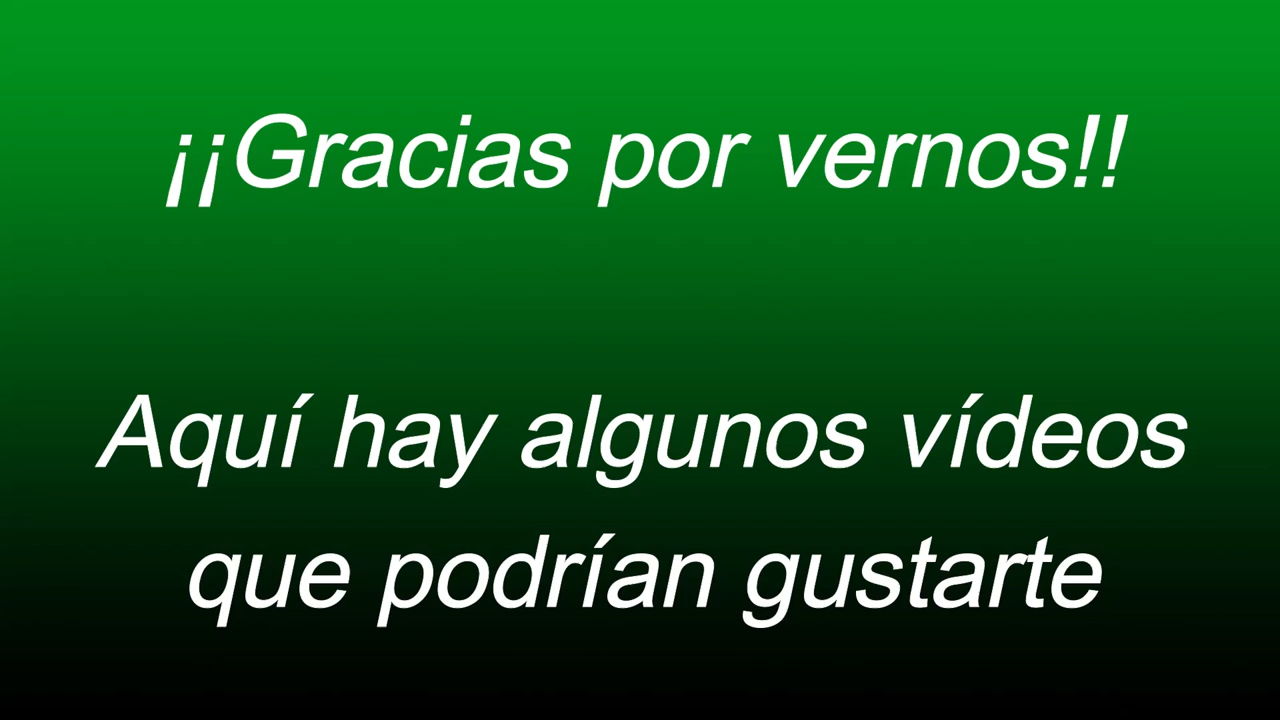 ¡¡Gracias por vernos!!
Aquí hay algunos vídeos
que podrían gustarte